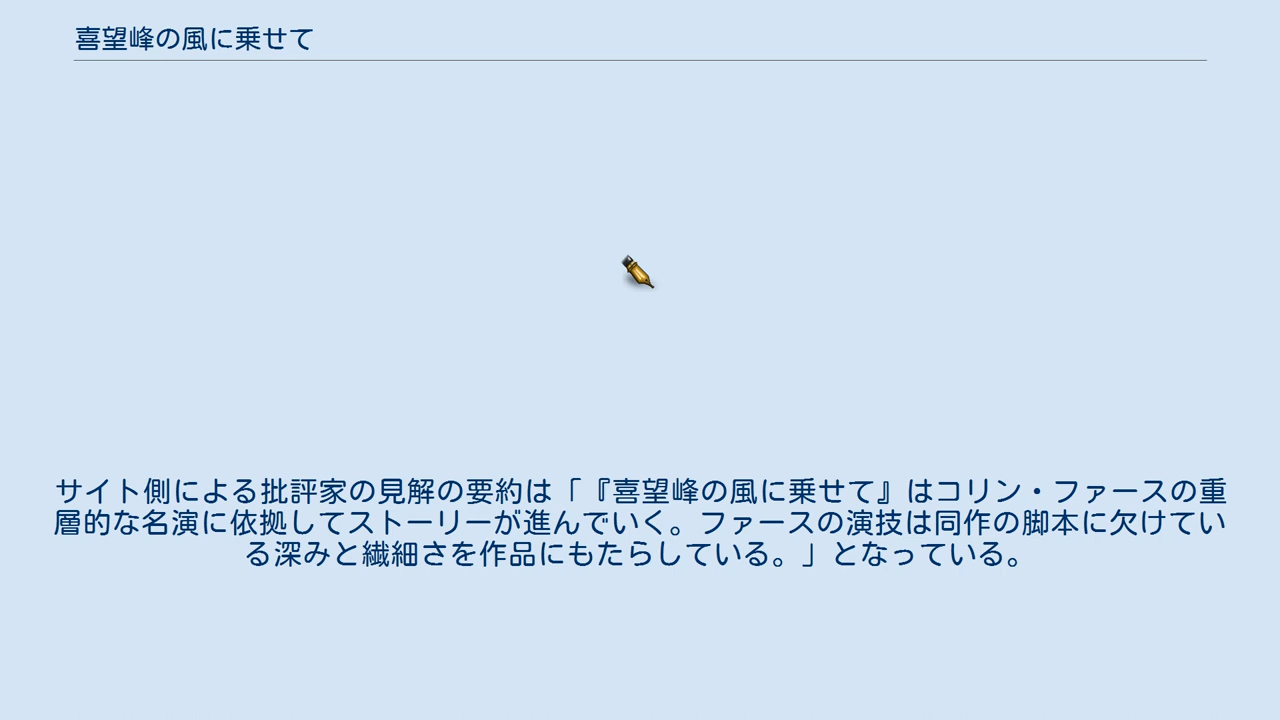 喜望峰の風に乗せて
サイト側による批評家の見解の要約は「『喜望峰の風に乗せて』はコリン・ファースの重
層的な名演に依拠してストーリーが進んでいく。ファースの演技は同作の脚本に欠けてい
る深みと繊細さを作品にもたらしている。」となっている。